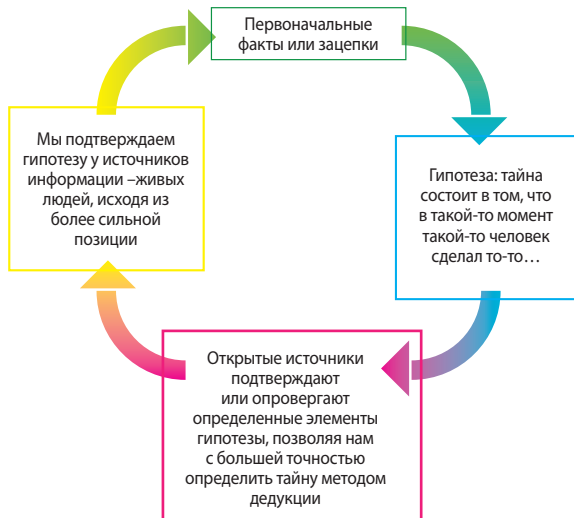 Первоначальные
факты или зацепки
Гипотеза: тайна
состоит в том, что
в такой-то момент
такой-то человек
сделал то-то…
Открытые источники
подтверждают
или опровергают
определенные элементы
гипотезы, позволяя нам
с большей точностью
определить тайну методом
дедукции
Мы подтверждаем
гипотезу у источников
информации –живых
людей, исходя из
более сильной
позиции